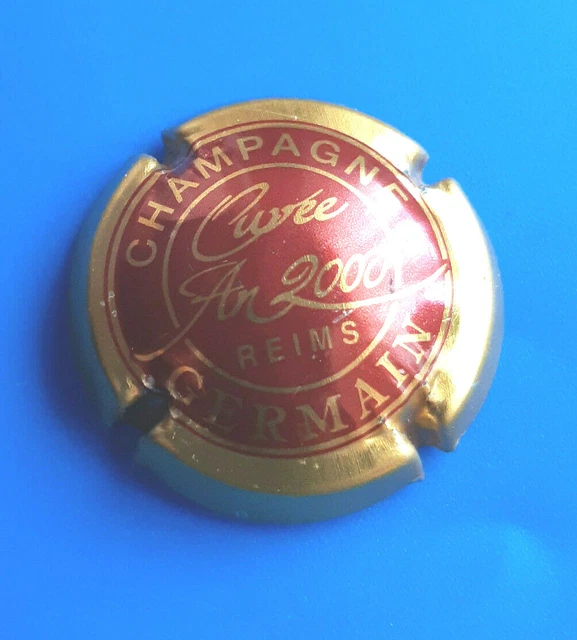 CHAMPAGNE
Cuvée
An 2000
REIMS
GERMAIN